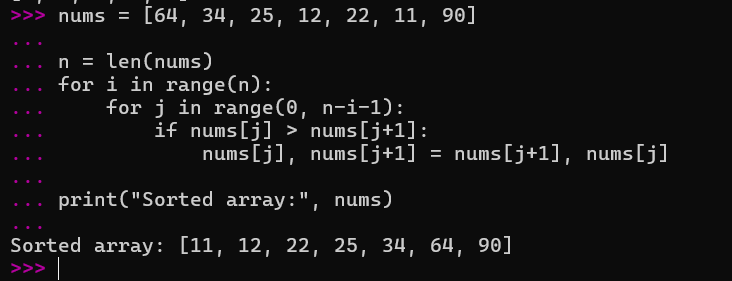 >>> nums = [64, 34, 25, 12, 22, 11, 90]
...
... n = len(nums)
... for i in range(n):
...     for j in range(0, n-i-1):
...         if nums[j] > nums[j+1]:
...             nums[j], nums[j+1] = nums[j+1], nums[j]
...
... print("Sorted array:", nums)
...
Sorted array: [11, 12, 22, 25, 34, 64, 90]
>>>